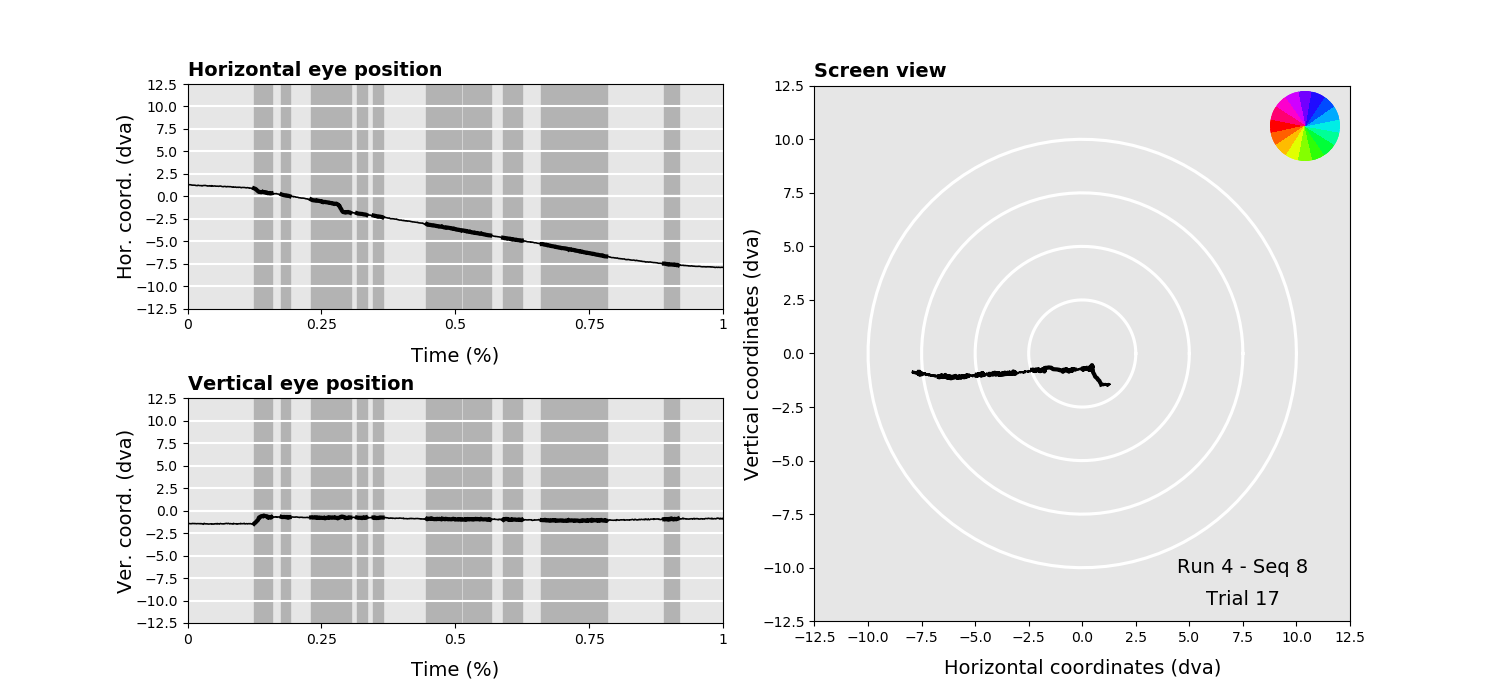 Horizontal eye position
Hor. coord. (dva)
12.5
10.0
7.5
5.0
2.5
0.0
−2.5
−5.0
−7.5
−10.0
−12.5
0 0.25 0.5 0.75 1
Time (%)
Vertical eye position
Ver. coord. (dva)
12.5
10.0
7.5
5.0
2.5
0.0
−2.5
−5.0
−7.5
−10.0
−12.5
0 0.25 0.5 0.75 1
Time (%)
Screen view
Vertical coordinates (dva)
12.5
10.0
7.5
5.0
2.5
0.0
−2.5
−5.0
−7.5
−10.0
−12.5
Run 4 - Seq 8
Trial 17
−12.5 −10.0 −7.5 −5.0 −2.5 0.0 2.5 5.0 7.5 10.0 12.5
Horizontal coordinates (dva)